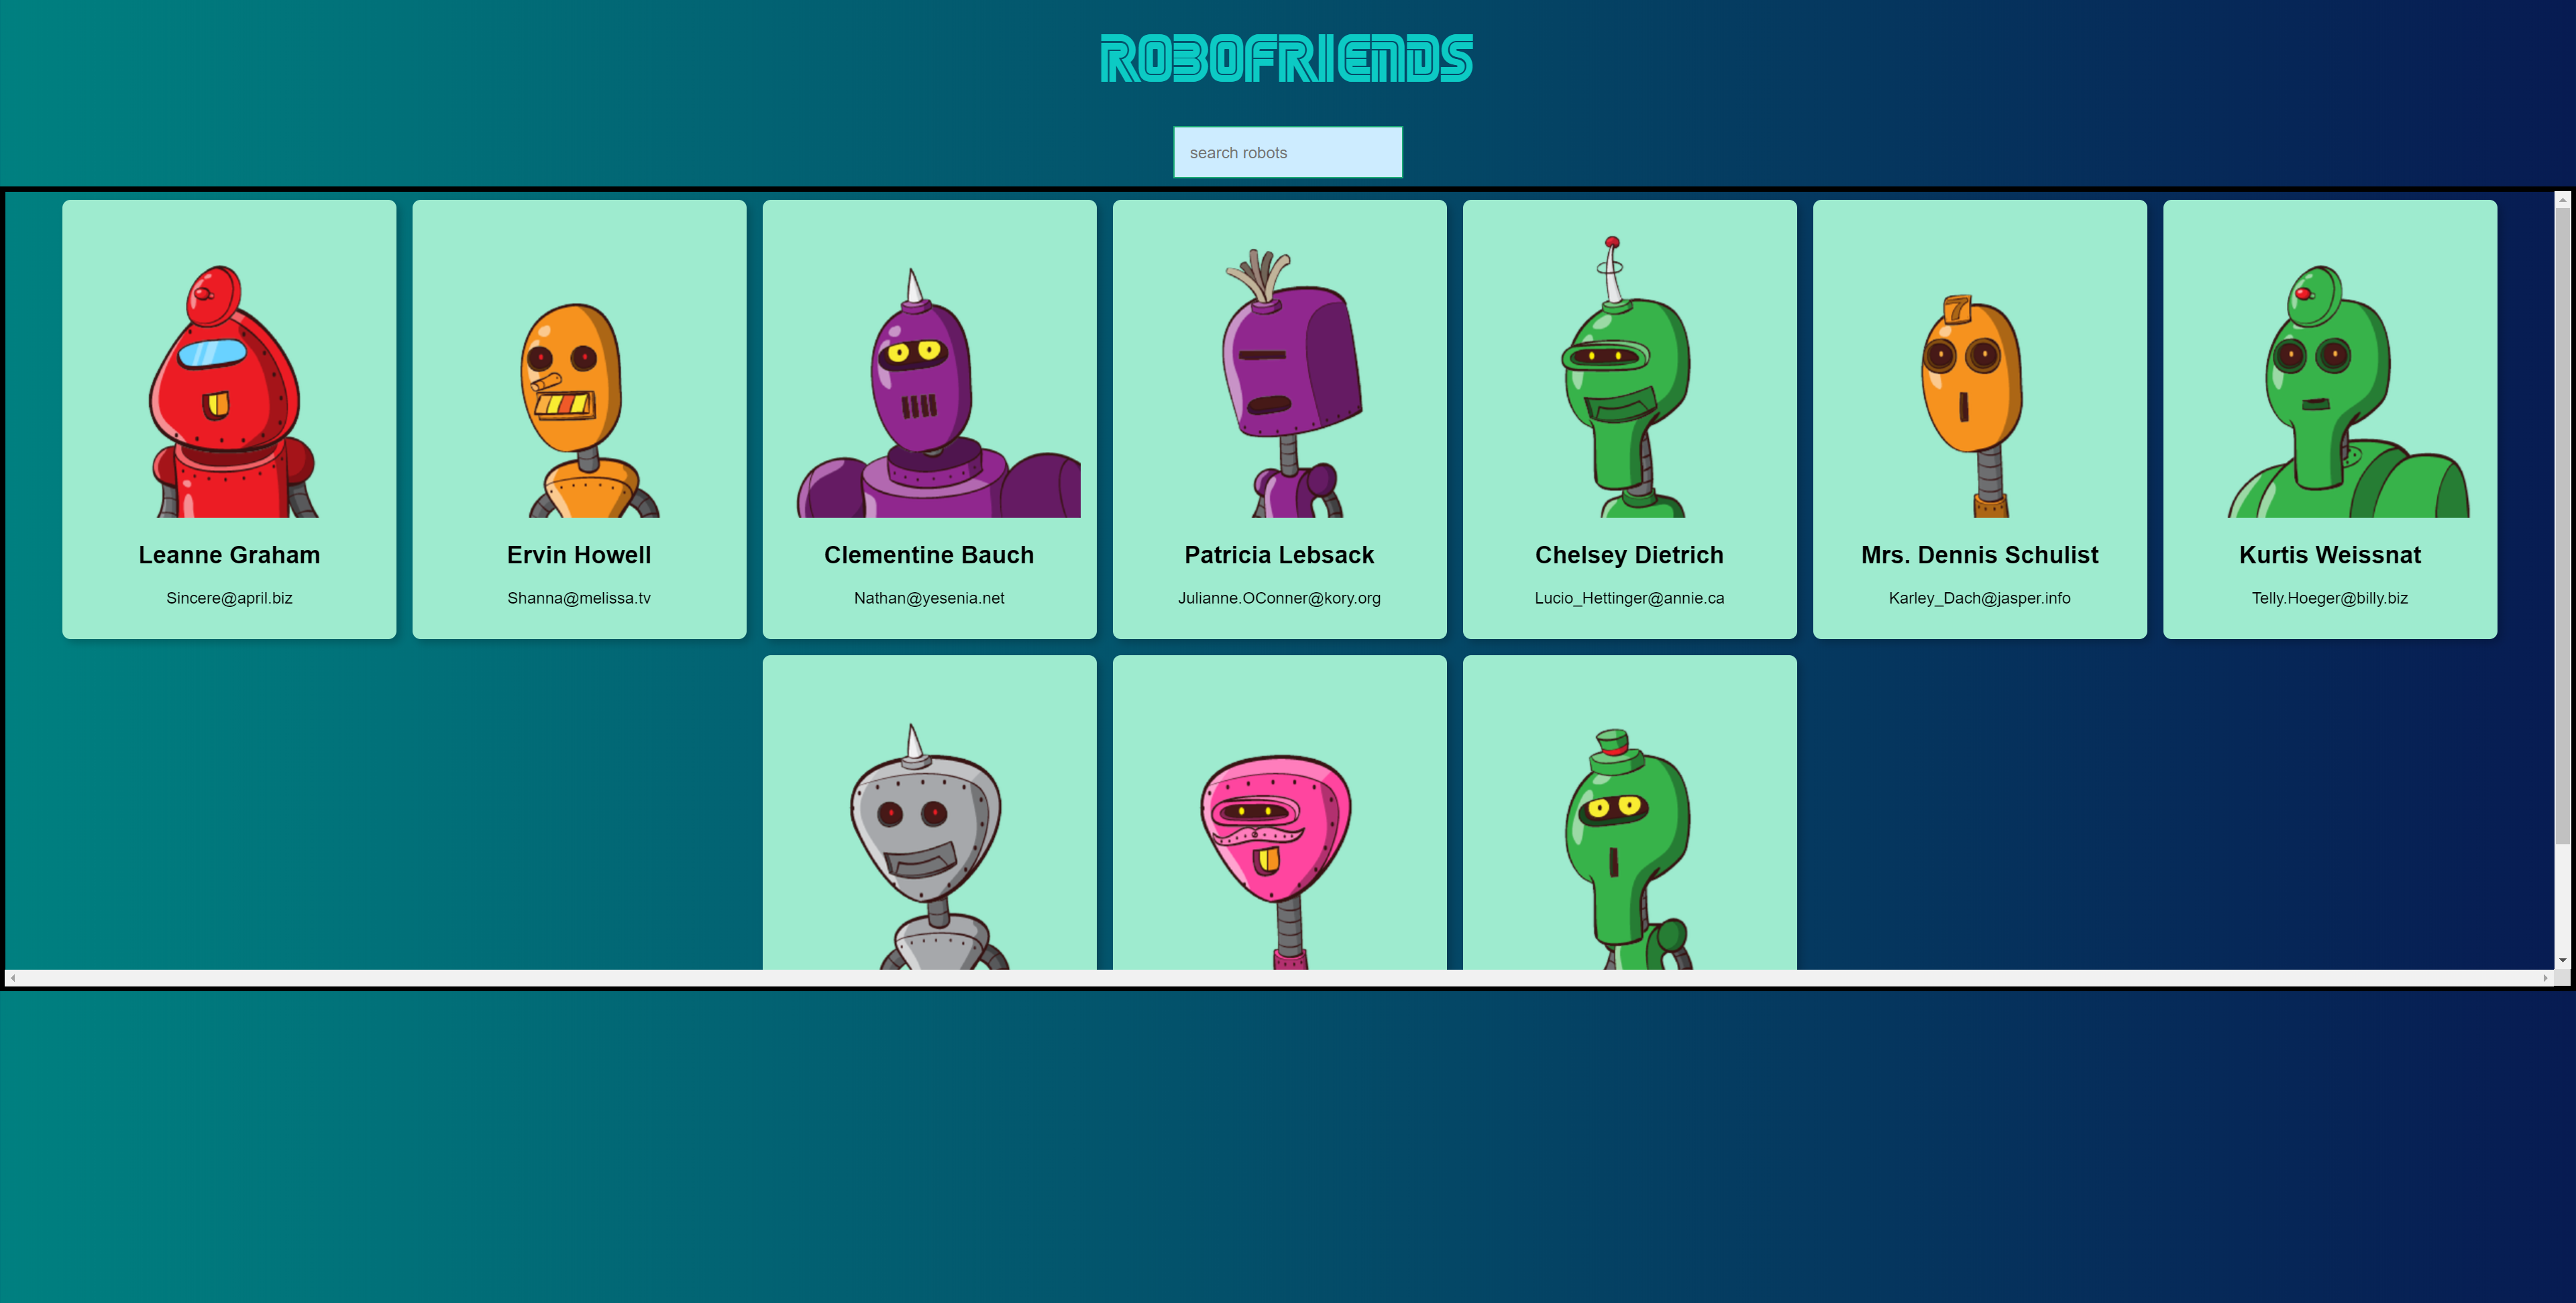 ROBOFRIENDS
search robots
7
Leanne Graham
Sincere@april.biz
Ervin Howell
Shanna@melissa.tv
Clementine Bauch
Nathan@yesenia.net
Patricia Lebsack
Julianne.OConner@kory.org
Chelsey Dietrich
Lucio_Hettinger@annie.ca
Mrs. Dennis Schulist
Karley_Dach@jasper.info
Kurtis Weissnat
Telly.Hoeger@billy.biz